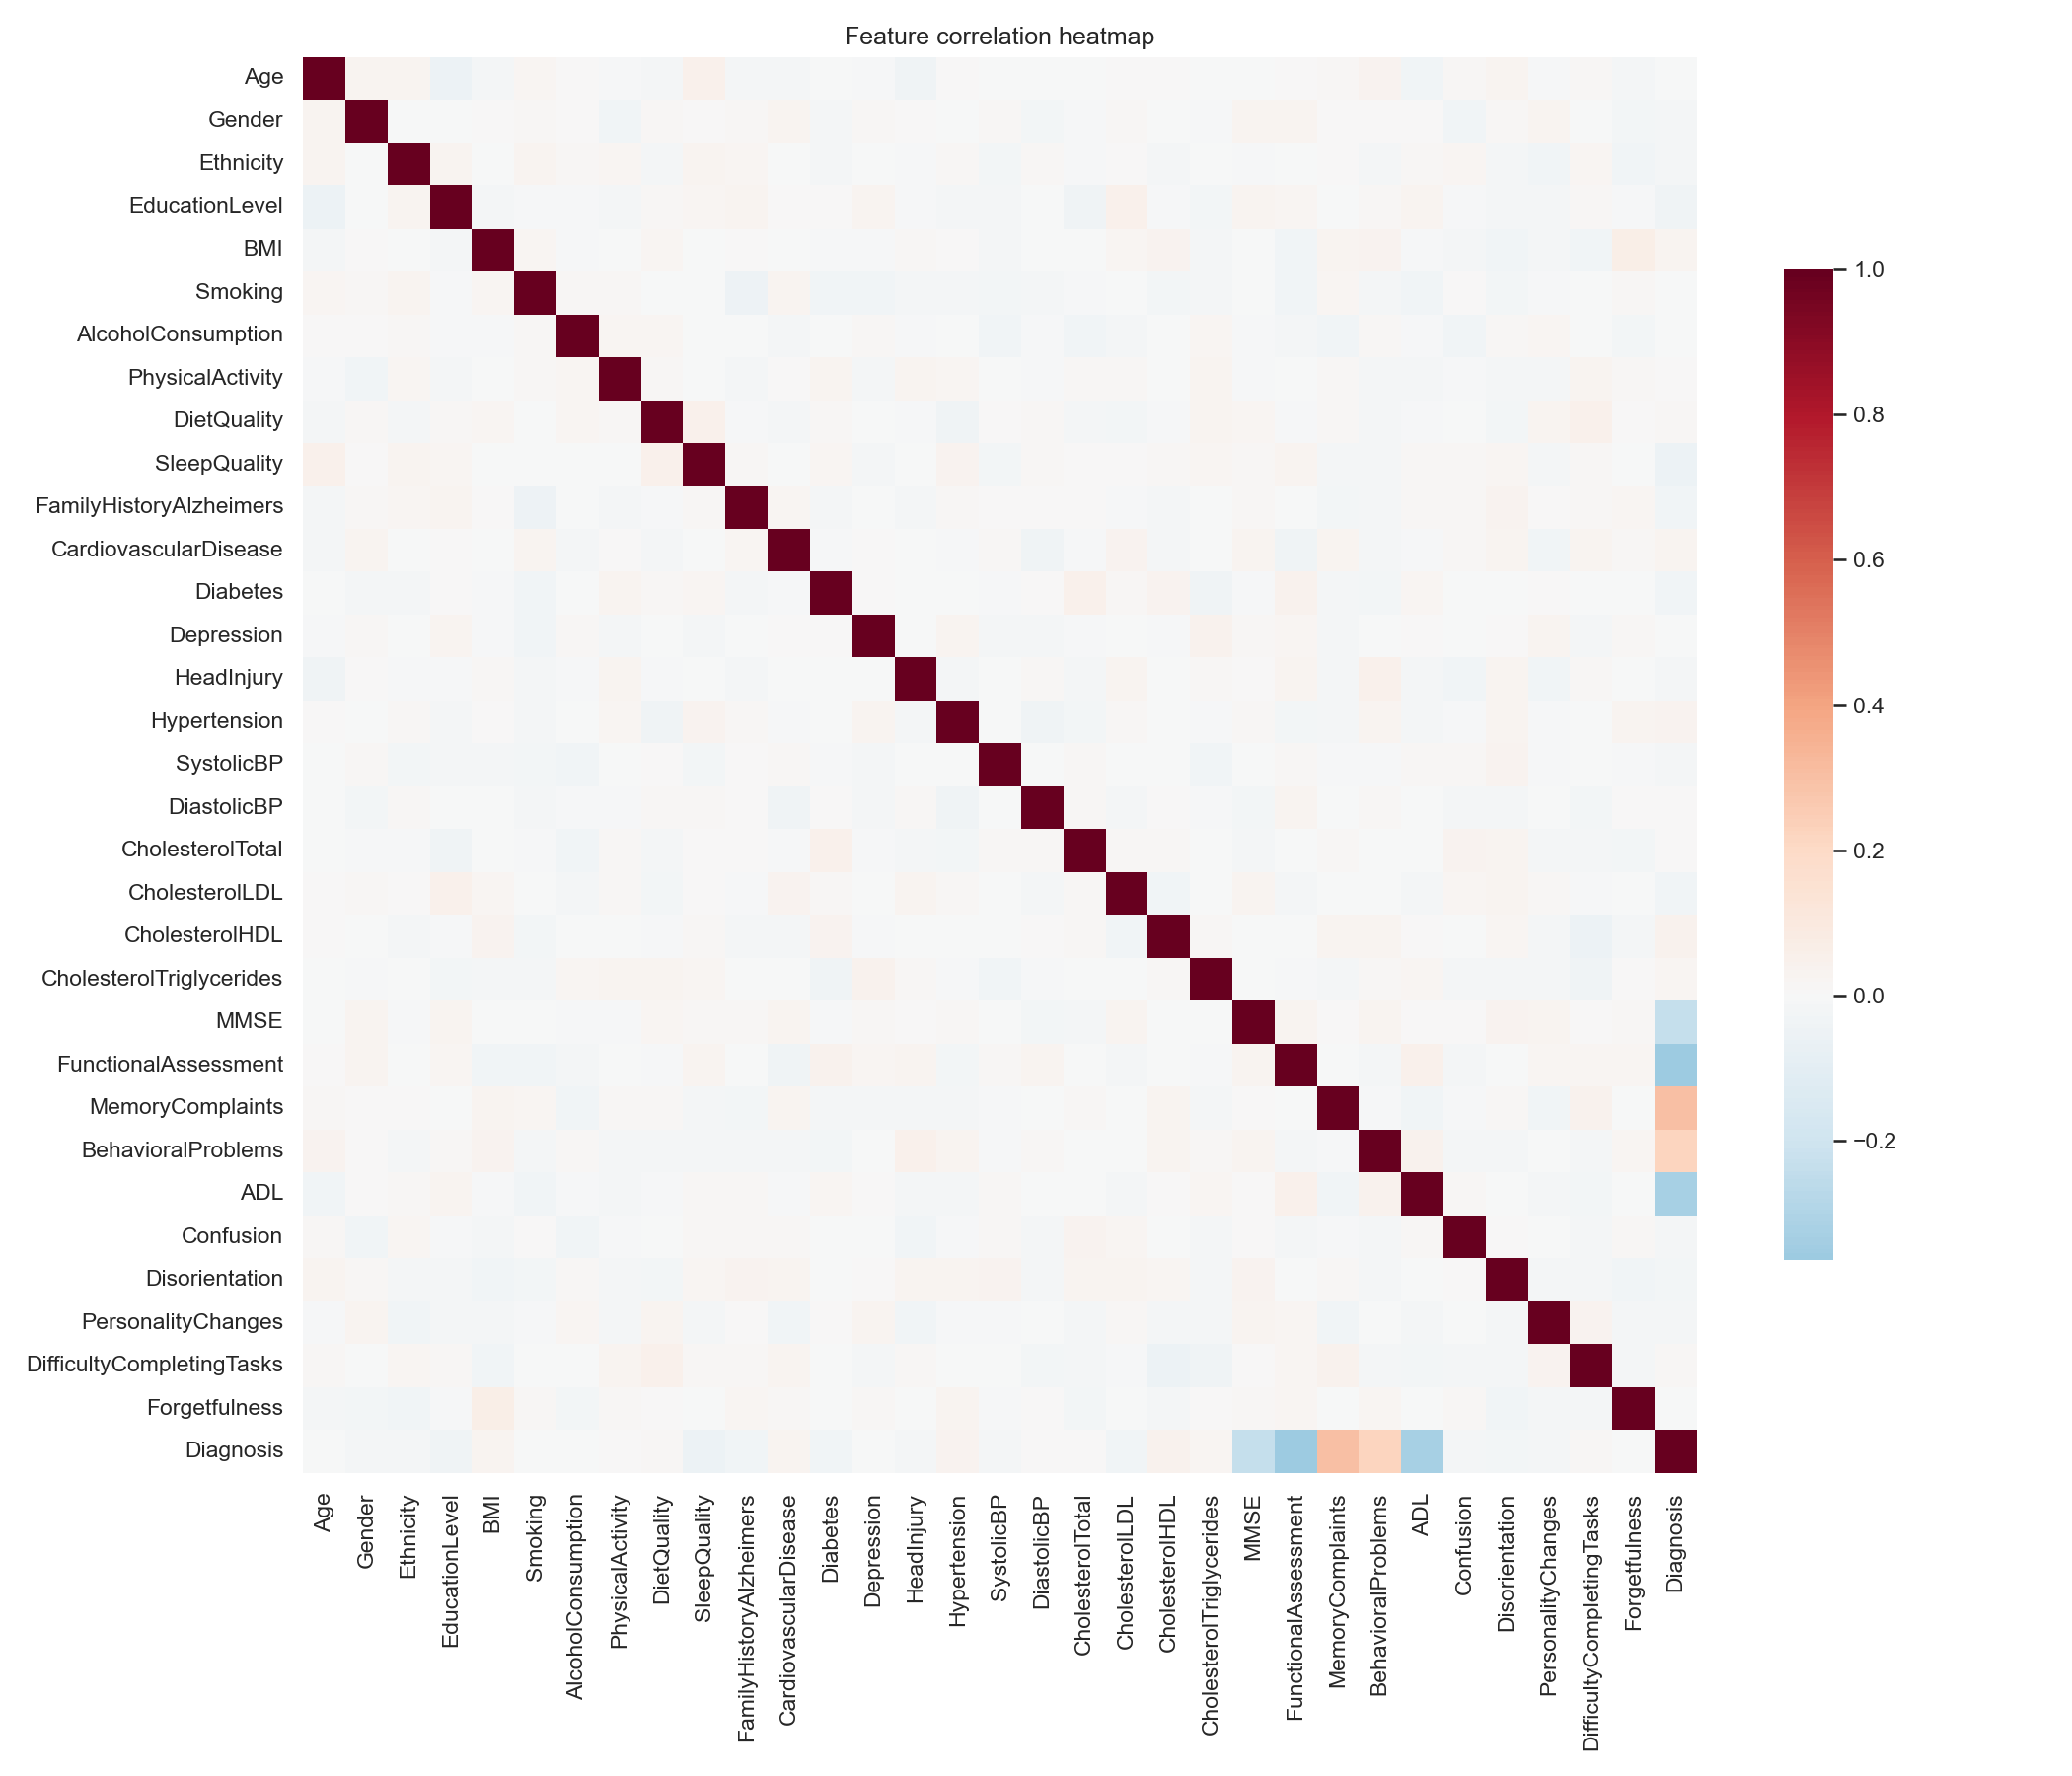 Feature correlation heatmap
Age
Gender
Ethnicity
EducationLevel
BMI
Smoking
AlcoholConsumption
PhysicalActivity
DietQuality
SleepQuality
FamilyHistoryAlzheimers
CardiovascularDisease
Diabetes
Depression
HeadInjury
Hypertension
SystolicBP
DiastolicBP
CholesterolTotal
CholesterolLDL
CholesterolHDL
CholesterolTriglycerides
MMSE
FunctionalAssessment
MemoryComplaints
BehavioralProblems
ADL
Confusion
Disorientation
PersonalityChanges
DifficultyCompletingTasks
Forgetfulness
Diagnosis
Age
Gender
Ethnicity
EducationLevel
BMI
Smoking
AlcoholConsumption
PhysicalActivity
DietQuality
SleepQuality
FamilyHistoryAlzheimers
CardiovascularDisease
Diabetes
Depression
HeadInjury
Hypertension
SystolicBP
DiastolicBP
CholesterolTotal
CholesterolLDL
CholesterolHDL
CholesterolTriglycerides
MMSE
FunctionalAssessment
MemoryComplaints
BehavioralProblems
ADL
Confusion
Disorientation
PersonalityChanges
DifficultyCompletingTasks
Forgetfulness
Diagnosis
1.0
0.8
0.6
0.4
0.2
0.0
−0.2